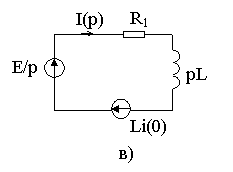 I(p) R₁
E/p pL
Li(0)
в)